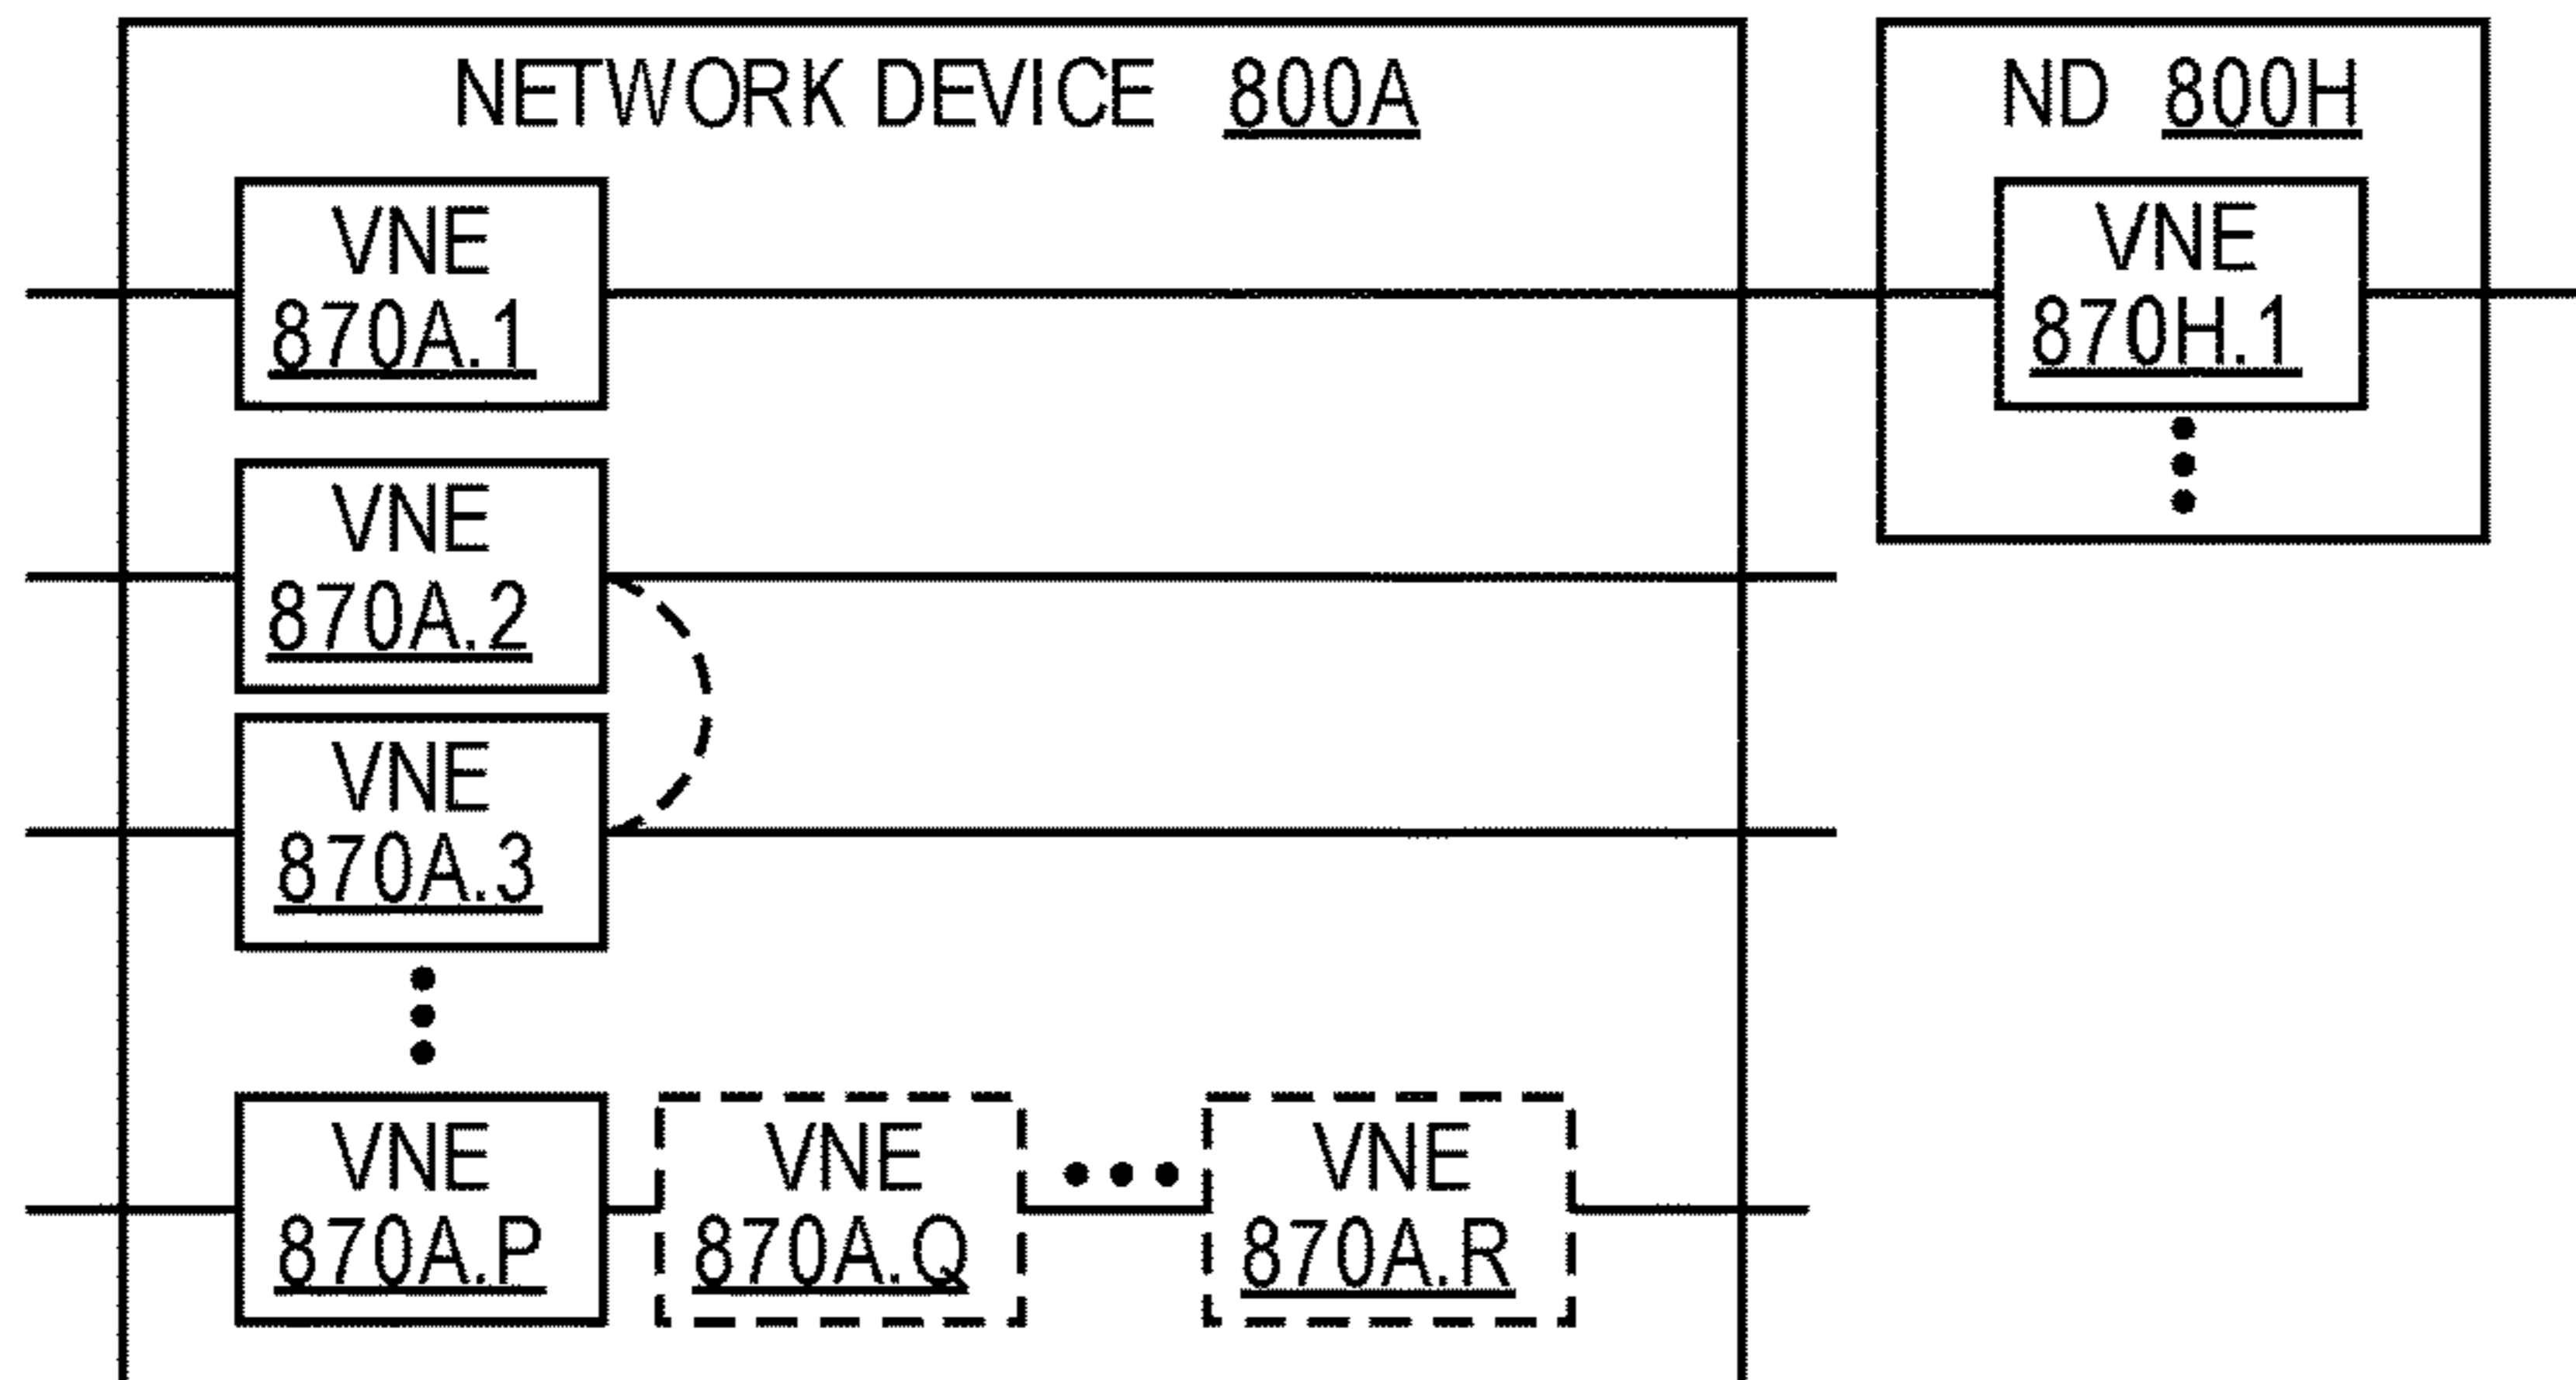 NETWORK DEVICE 800A
ND 800H
VNE
870A.1
VNE
870H.1
VNE
870A.2
VNE
870A.3
VNE
870A.P
VNE
870A.Q
VNE
870A.R